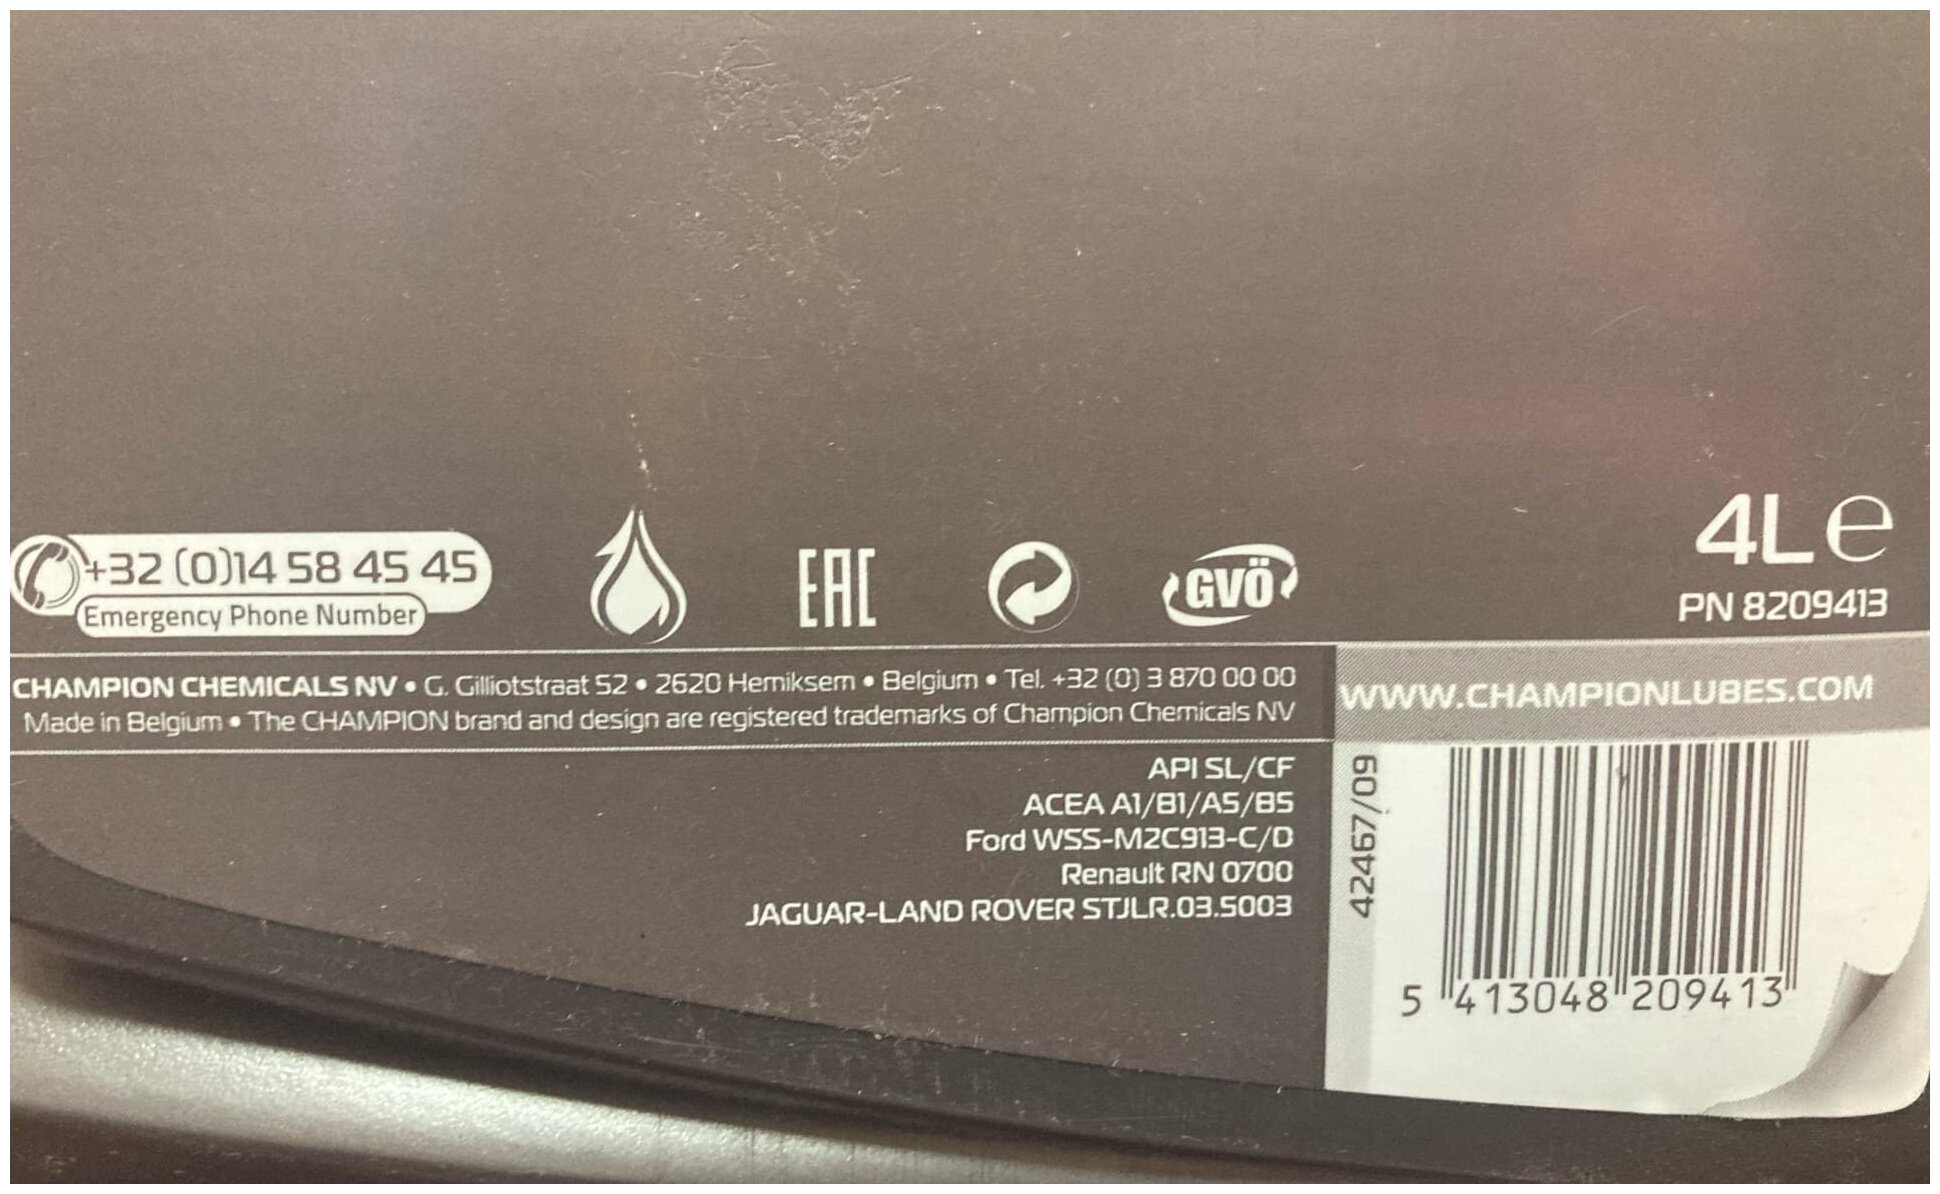 4L e
PN 8209413
+32 (0)14 58 45 45
Emergency Phone Number
EAC
GVÖ
CHAMPION CHEMICALS NV • G. Gilliotstraat 52 • 2620 Hemiksem • Belgium • Tel. +32 (0) 3 870 00 00
Made in Belgium • The CHAMPION brand and design are registered trademarks of Champion Chemicals NV
WWW.CHAMPIONLUBES.COM
API SL/CF
ACEA A1/B1/A5/B5
Ford WSS-M2C913-C/D
Renault RN 0700
JAGUAR-LAND ROVER STJLR.03.5003
42467/09
5 413048 209413